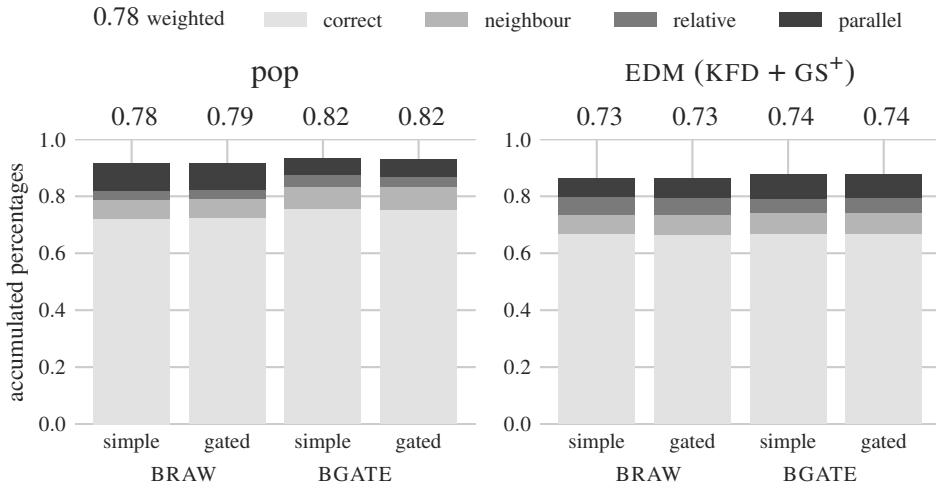 0.78 weighted correct neighbour relative parallel
pop
EDM (KFD + GS+)
0.78 0.79 0.82 0.82
0.73 0.73 0.74 0.74
accumulated percentages
1.0
0.8
0.6
0.4
0.2
0.0
1.0
0.8
0.6
0.4
0.2
0.0
simple gated simple gated
BRAW BGATE
simple gated simple gated
BRAW BGATE